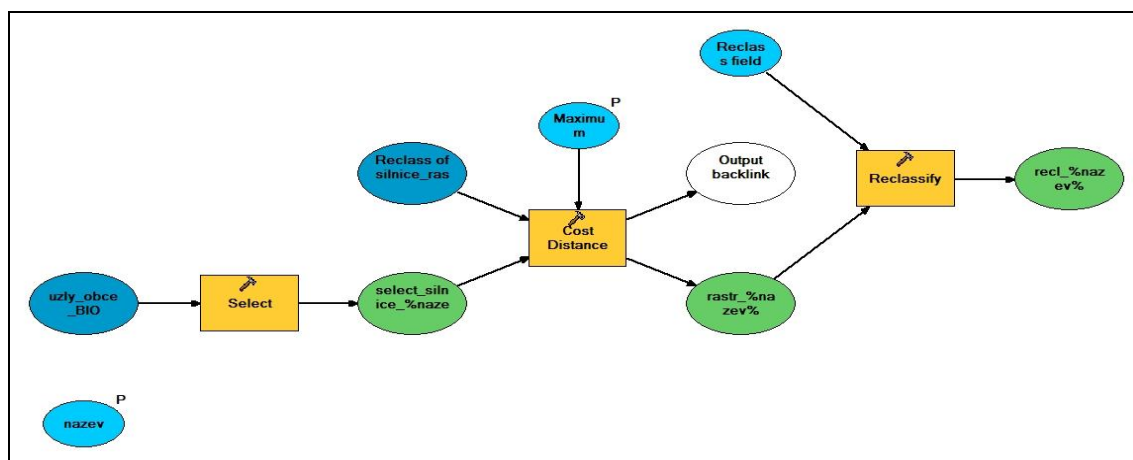 Reclas
s field
P
Maximu
m
Reclass of
silnice_ras
Output
backlink
Reclassify
recl_%naz
ev%
Cost
Distance
uzly_obce
_BIO
Select
select_siln
ice_%naze
rastr_%na
zev%
P
nazev